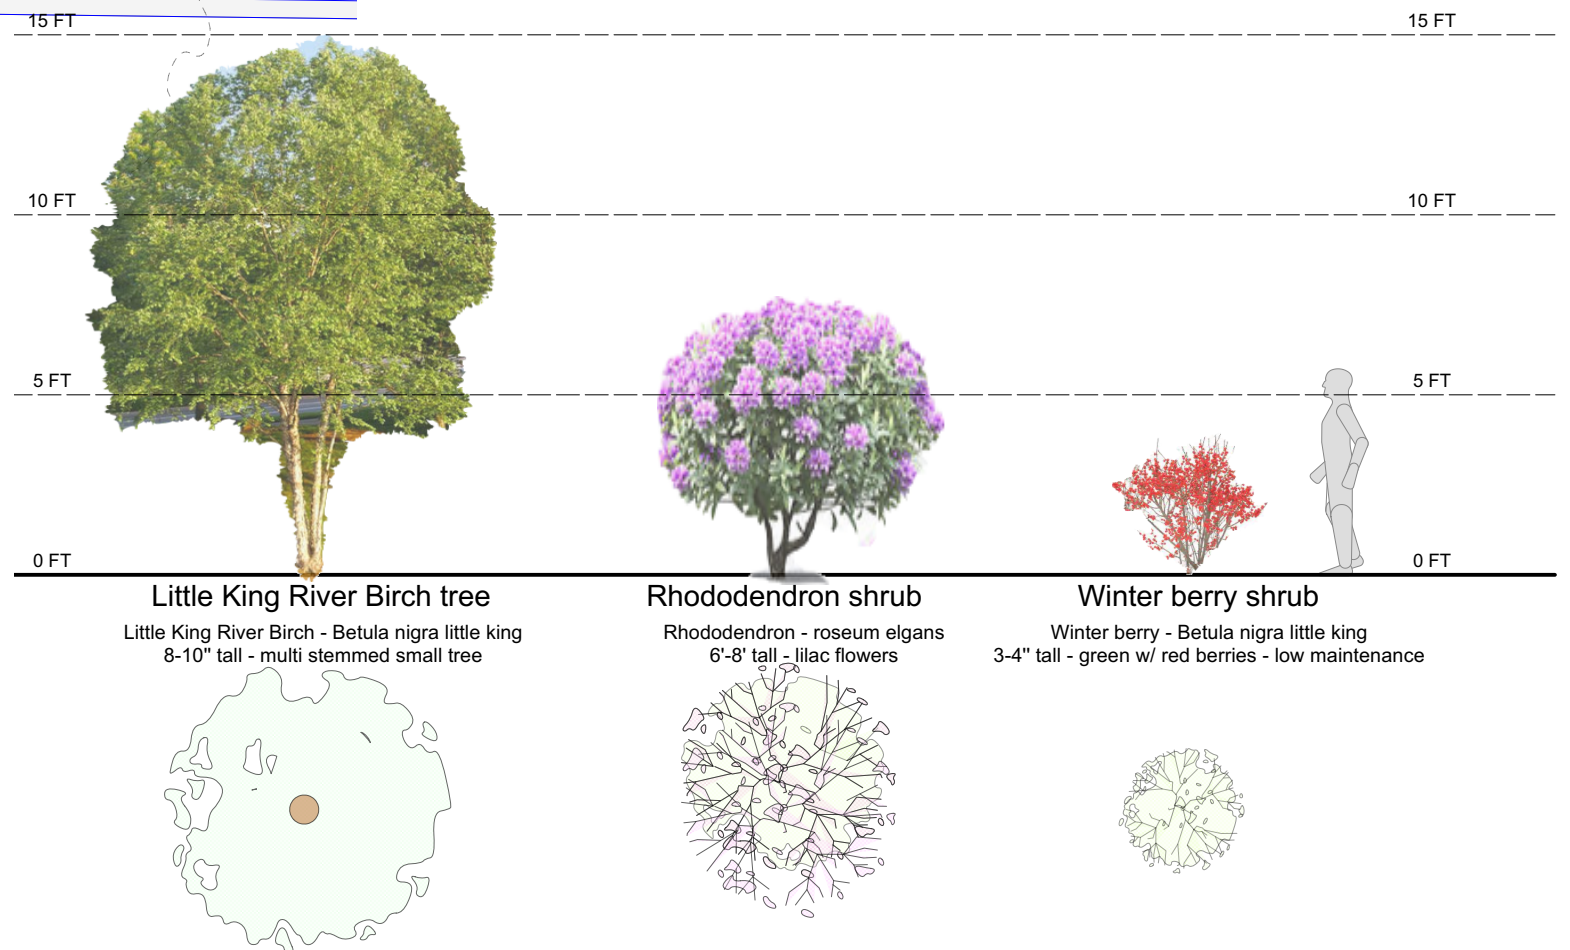 15 FT
15 FT
10 FT
10 FT
5 FT
5 FT
0 FT
0 FT
Little King River Birch tree
Little King River Birch - Betula nigra little king
8-10" tall - multi stemmed small tree
Rhododendron shrub
Rhododendron - roseum elgans
6'-8' tall - lilac flowers
Winter berry shrub
Winter berry - Betula nigra little king
3-4" tall - green w/ red berries - low maintenance